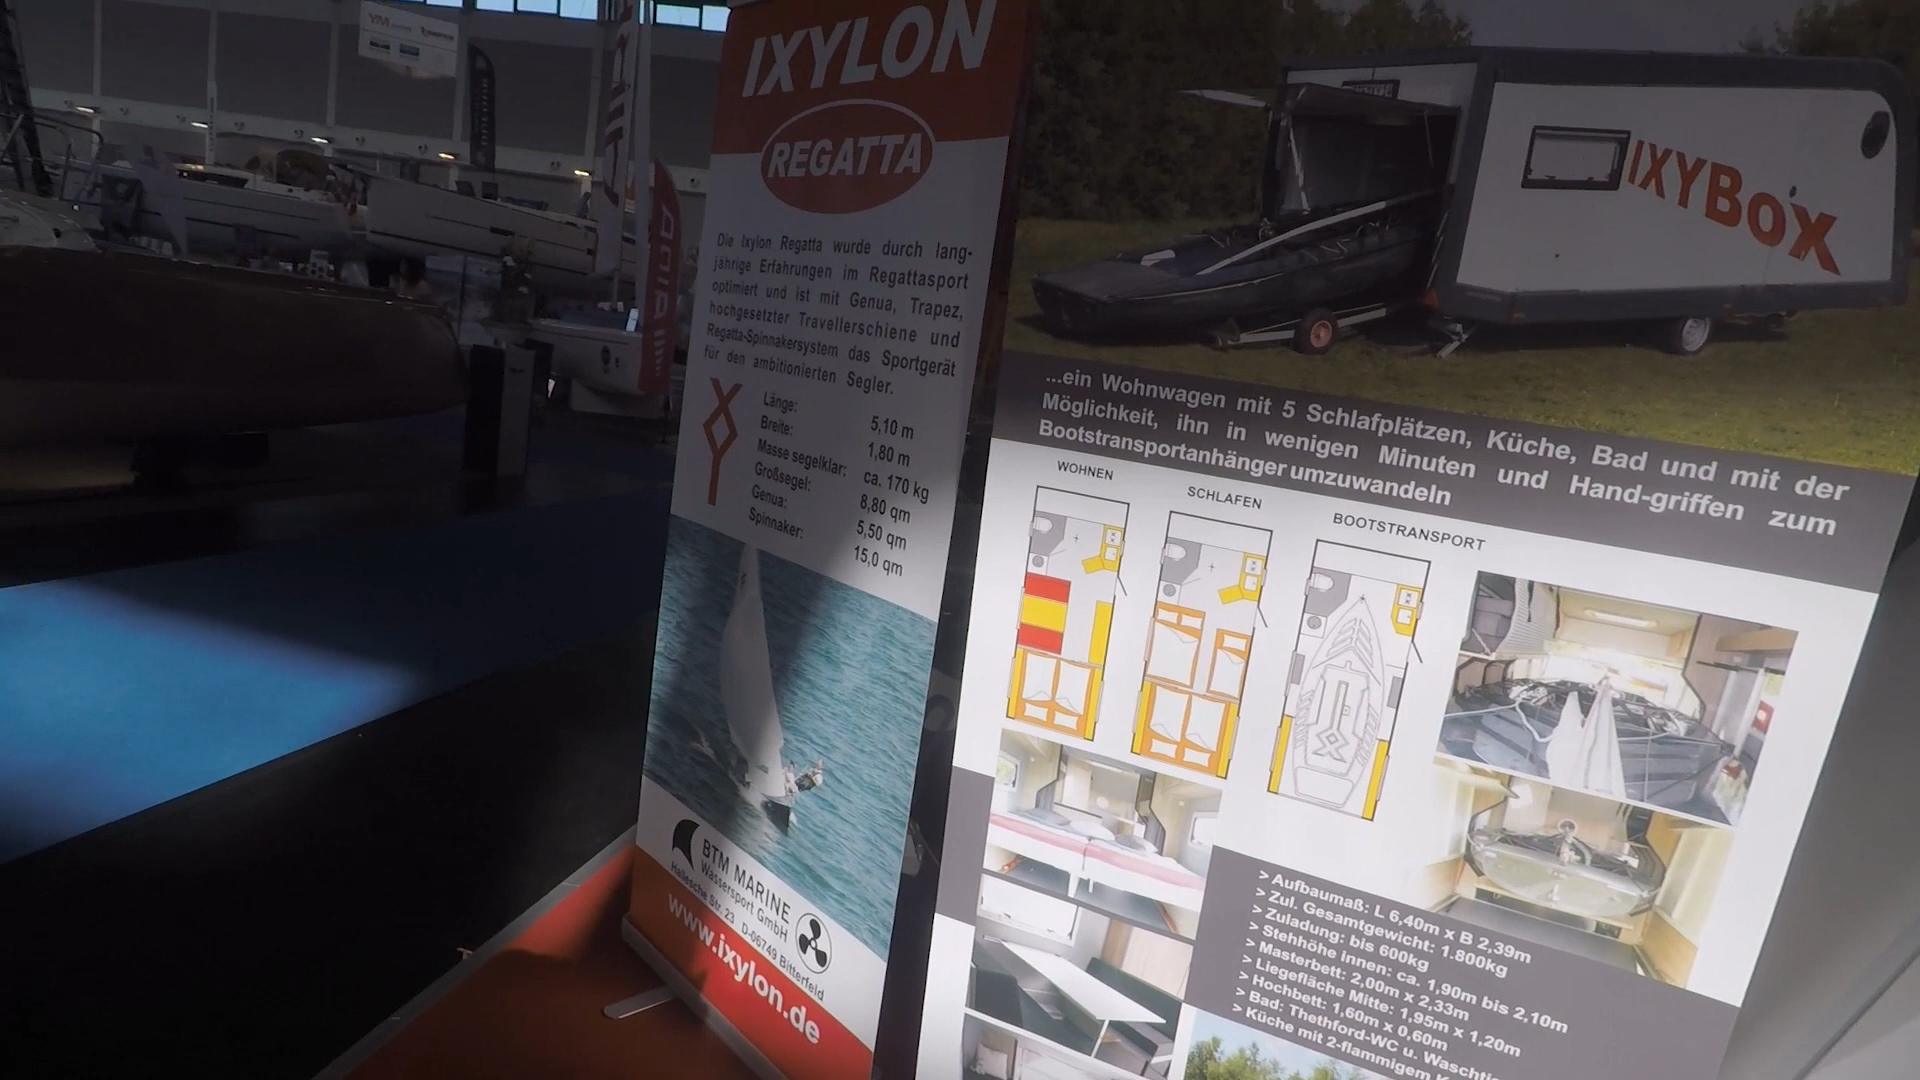 IXYLON
REGATTA
Die Ixylon Regatta wurde durch lang-
jährige Erfahrungen im Regattasport
optimiert und ist mit Genua, Trapez,
hochgesetzter Travellerschiene und
Regatta-Spinnakersystem das Sportgerät
für den ambitionierten Segler.
Länge: 5,10 m
Breite: 1,80 m
Masse segelklar: ca. 170 kg
Großsegel: 8,80 qm
Genua: 5,50 qm
Spinnaker: 15,0 qm
BTM MARINE
Wassersport GmbH
Hallesche Str. 23 D-06749 Bitterfeld
www.ixylon.de
IXYBOX
...ein Wohnwagen mit 5 Schlafplätzen, Küche, Bad und mit der
Möglichkeit, ihn in wenigen Minuten und Hand-griffen zum
Bootstransportanhänger umzuwandeln
WOHNEN
SCHLAFEN
BOOTSTRANSPORT
> Aufbaumaß: L 6,40m x B 2,39m
> Zul. Gesamtgewicht: 1.800kg
> Zuladung: bis 600kg
> Stehhöhe innen: ca. 1,90m bis 2,10m
> Masterbett: 2,00m x 2,33m
> Liegefläche Mitte: 1,95m x 1,20m
> Hochbett: 1,60m x 0,60m
> Bad: Thethford-WC u. Waschti
> Küche mit 2-flammigem